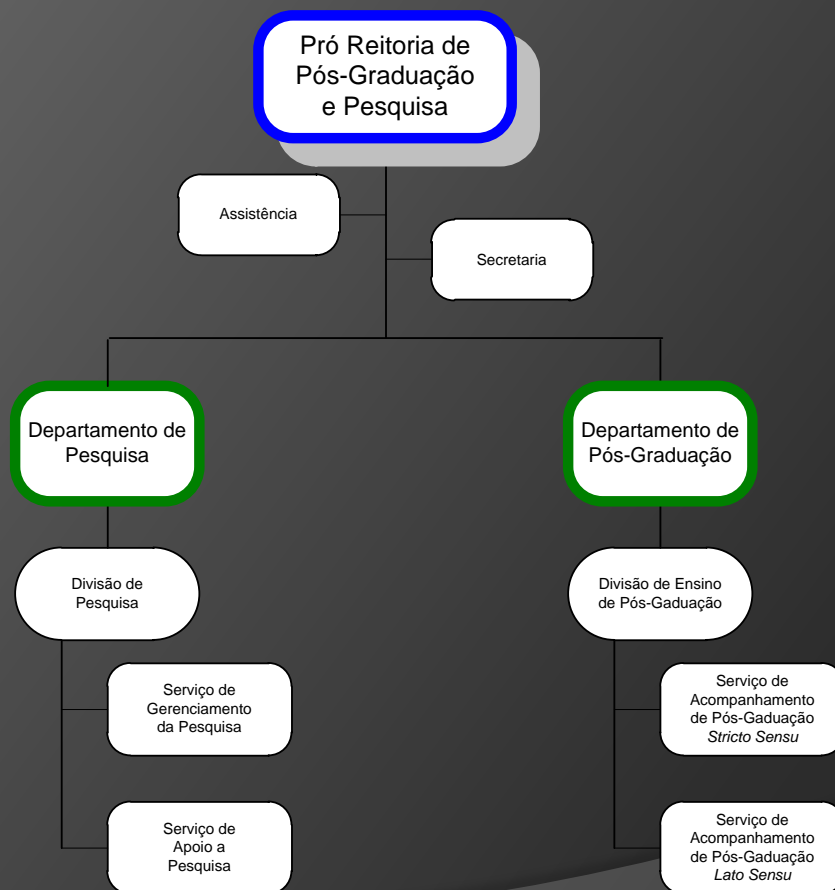 Pró Reitoria de
Pós-Graduação
e Pesquisa
Assistência
Secretaria
Departamento de
Pesquisa
Departamento de
Pós-Graduação
Divisão de
Pesquisa
Divisão de Ensino
de Pós-Gaduação
Serviço de
Gerenciamento
da Pesquisa
Serviço de
Acompanhamento
de Pós-Gaduação
Stricto Sensu
Serviço de
Apoio a
Pesquisa
Serviço de
Acompanhamento
de Pós-Gaduação
Lato Sensu